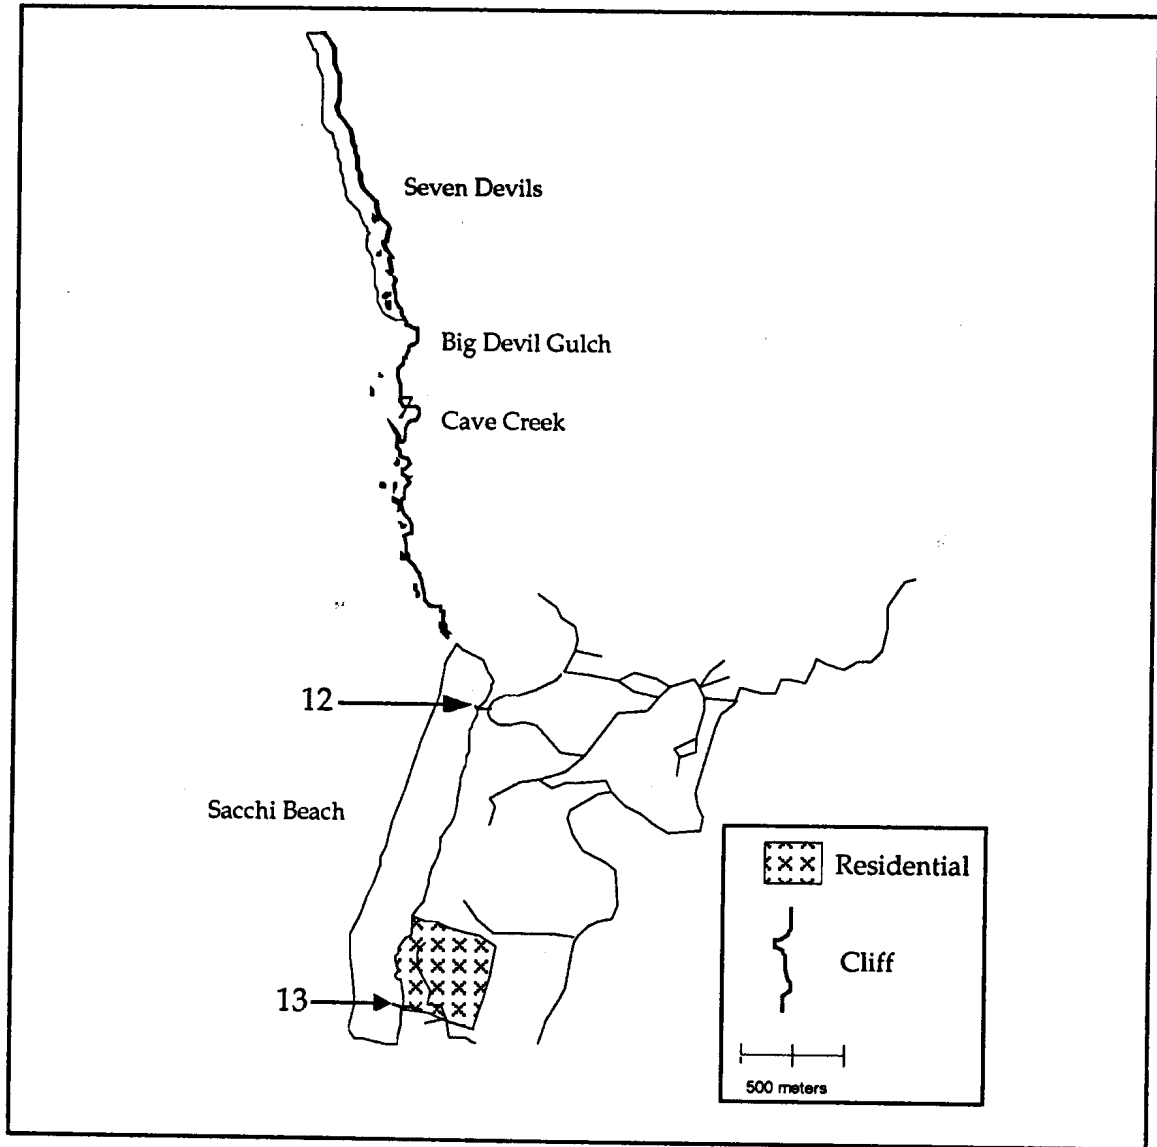 Seven Devils
Big Devil Gulch
Cave Creek
12
Sacchi Beach
Residential
Cliff
13
500 meters